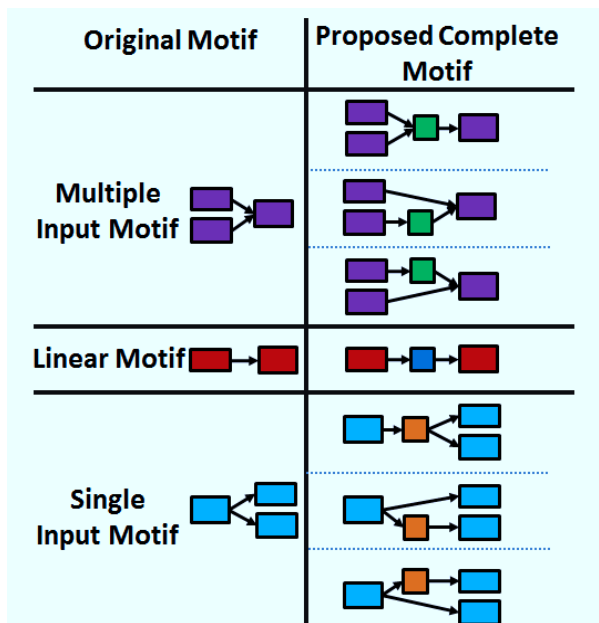 Original Motif
Proposed Complete
Motif
Multiple
Input Motif
Linear Motif
Single
Input Motif